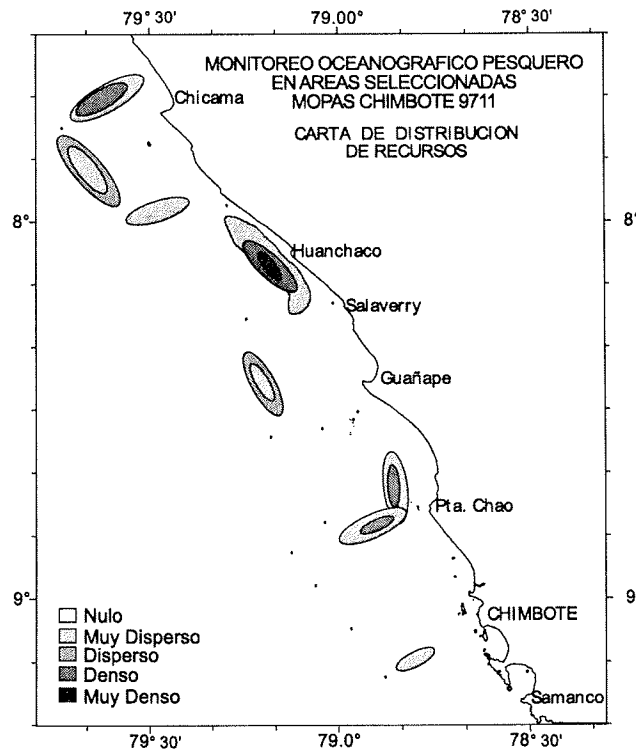 79° 30'
79.00°
78° 30'
MONITOREO OCEANOGRAFICO PESQUERO
EN AREAS SELECCIONADAS
MOPAS CHIMBOTE 9711
CARTA DE DISTRIBUCION
DE RECURSOS
Chicama
8°
8°
Huanchaco
Salaverry
Guañape
Pta. Chao
9°
9
CHIMBOTE
Samanco
Nulo
Muy Disperso
Disperso
Denso
Muy Denso
79° 30'
79.0°
78° 30'